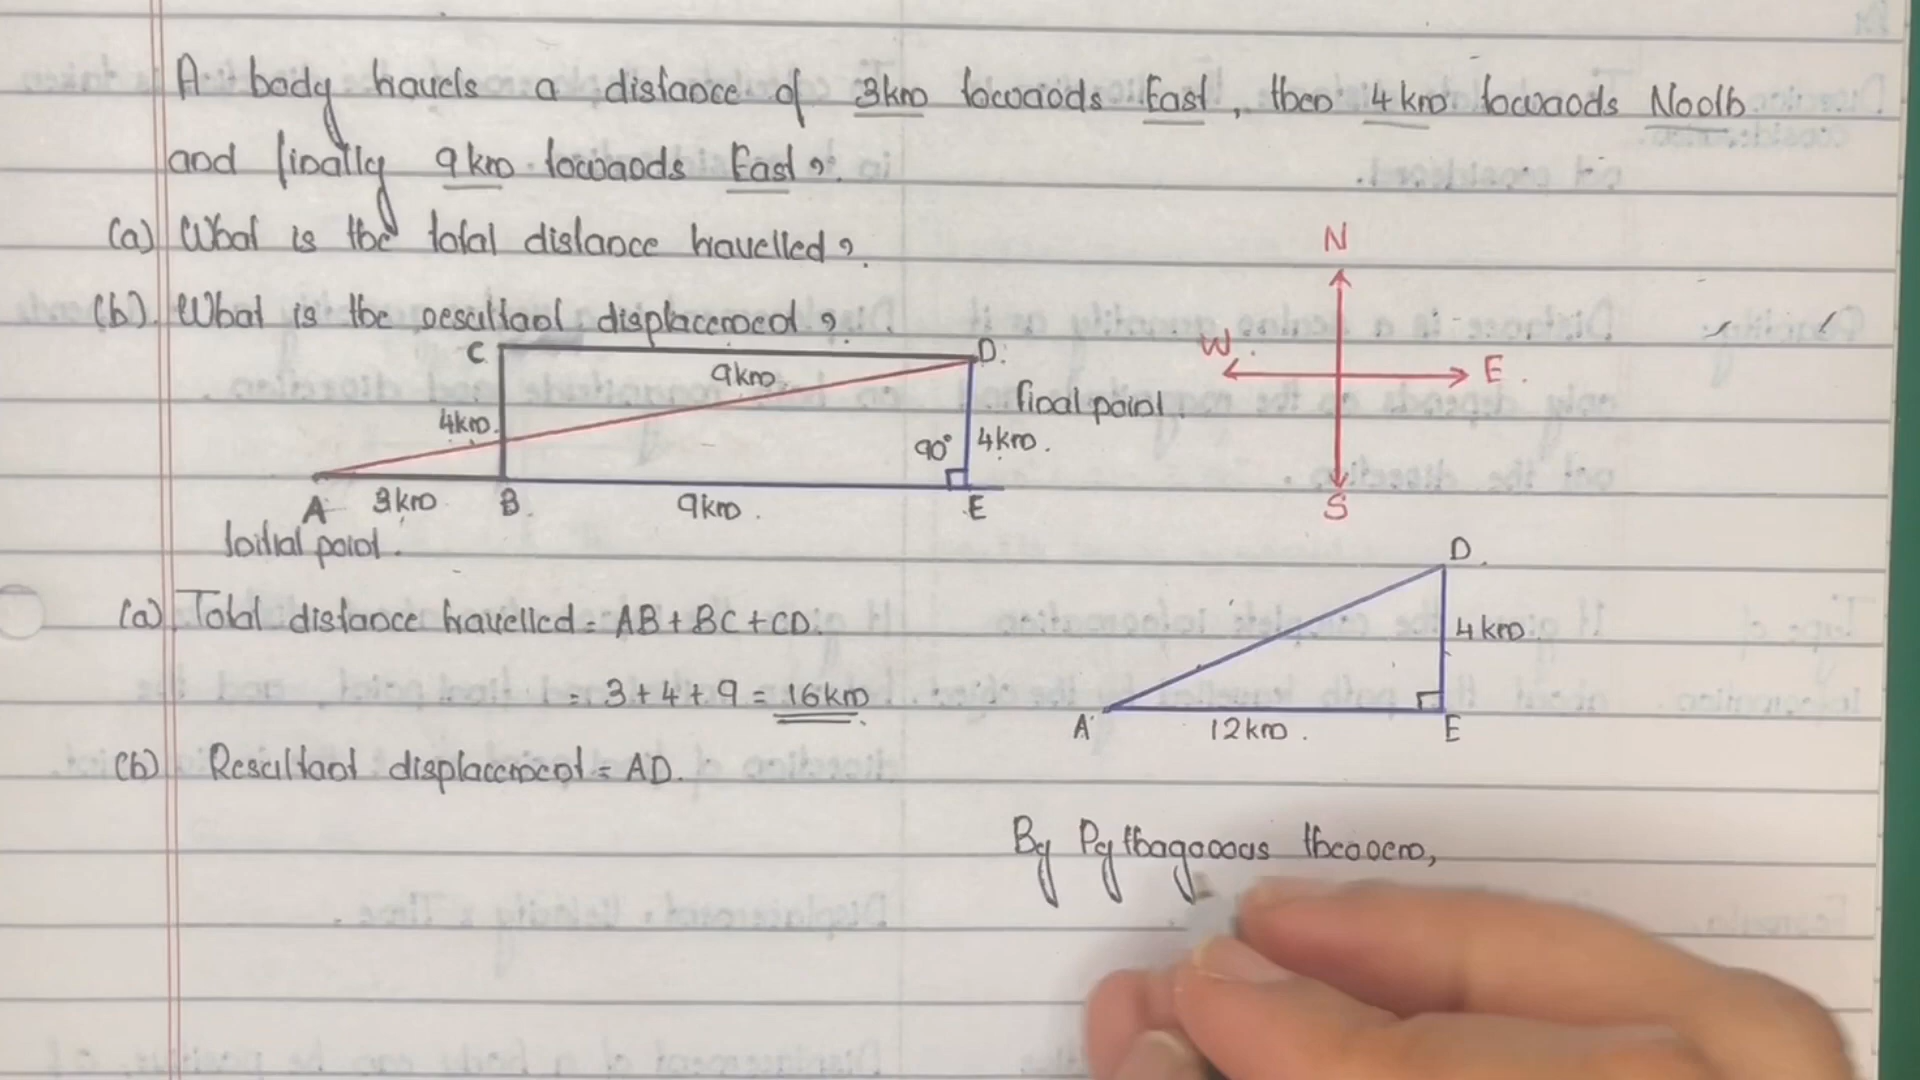 A body travels a distance of 3km towards East, then 4km towards North
and finally 9km towards East?.
(a) What is the total distance travelled?.
(b). What is the resultant displacement?
N
W.
E.
S
C
D.
9km.
4km.
final point.
90°
4km.
A
3km
B.
9km.
E
Initial point.
(a) Total distance travelled = AB+BC+CD.
= 3+4+9 = 16km
(b) Resultant displacement = AD.
D.
4km
A
12km.
E
By Pythagoras theorem,